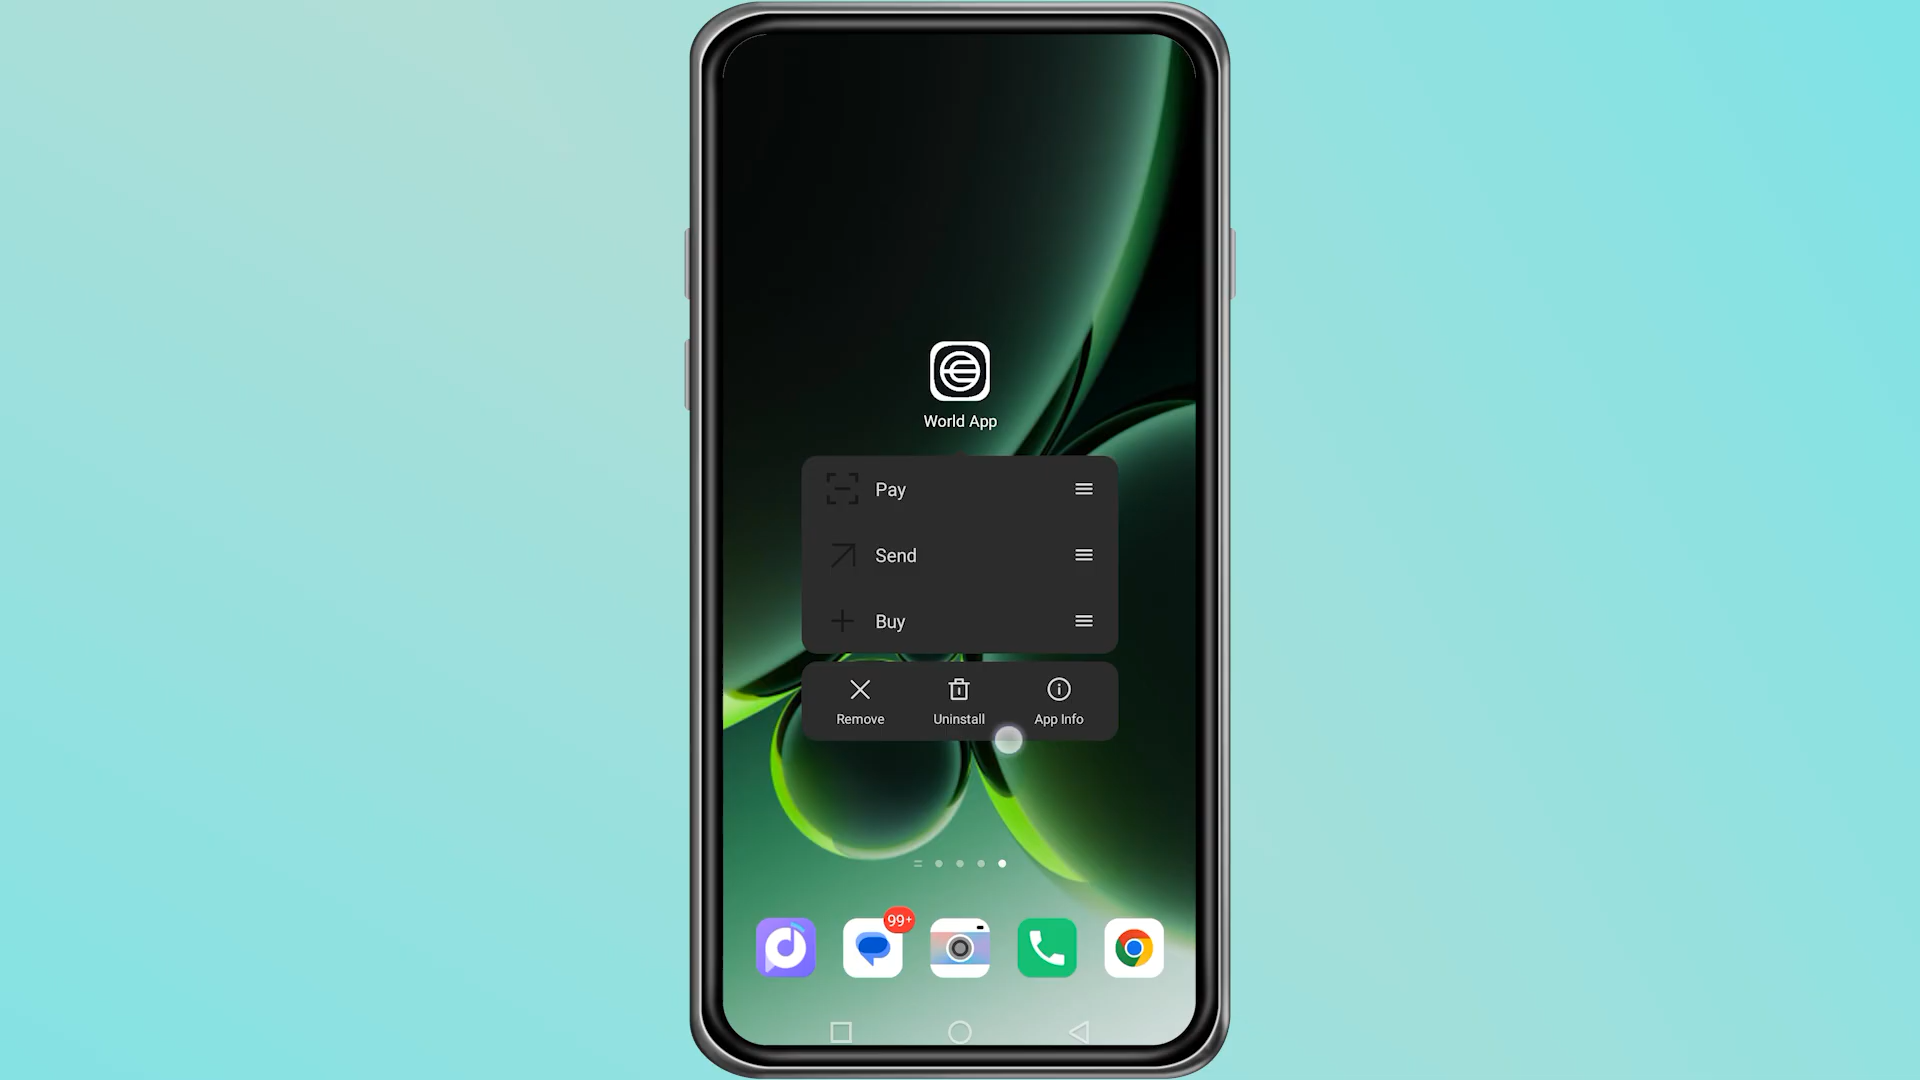 World App
Pay
Send
Buy
Remove
Uninstall
App Info
99+